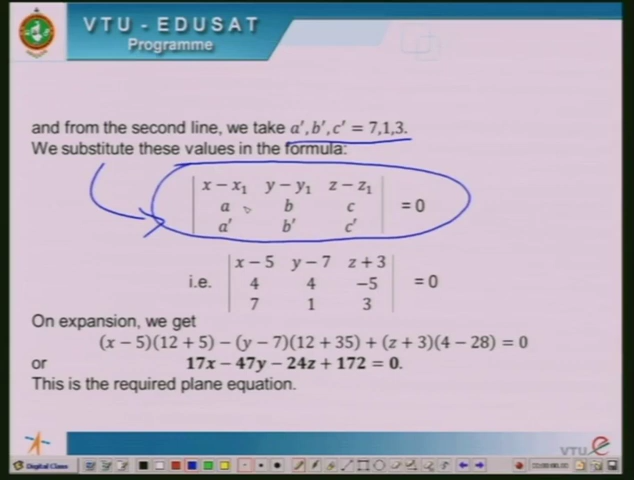 VTU - EDUSAT
Programme
and from the second line, we take a′,b′,c′ = 7,1,3.
We substitute these values in the formula:
| x − x₁ y − y₁ z − z₁ |
| a b c | = 0
| a′ b′ c′ |
| x − 5 y − 7 z + 3 |
i.e. | 4 4 −5 | = 0
| 7 1 3 |
On expansion, we get
(x − 5)(12 + 5) − (y − 7)(12 + 35) + (z + 3)(4 − 28) = 0
or 17x − 47y − 24z + 172 = 0.
This is the required plane equation.
VTU e
Digital Class